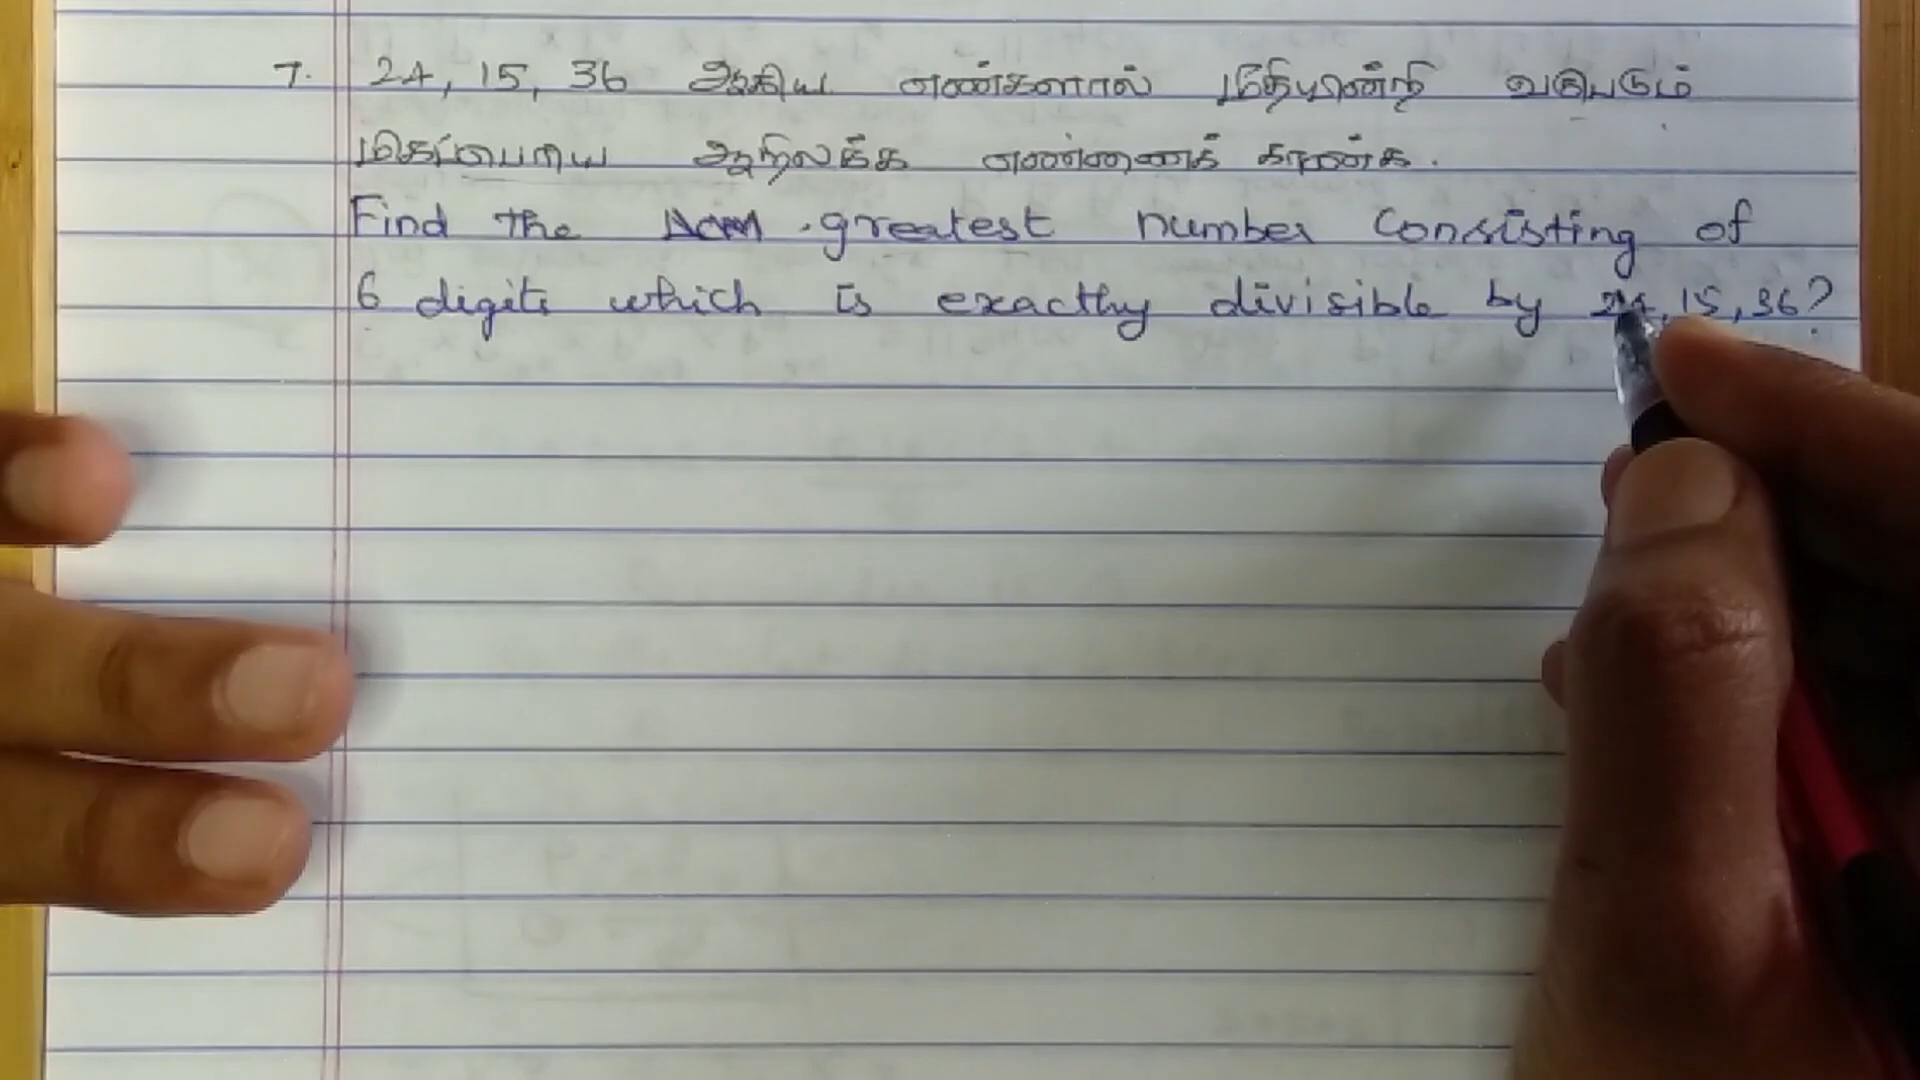 7. 24, 15, 36 ஆகிய எண்களால் மீதியின்றி வகுபடும்
மிகப்பெரிய ஆறிலக்க எண்ணைக் காண்க.
Find the greatest number consisting of
6 digits which is exactly divisible by 24, 15, 36?